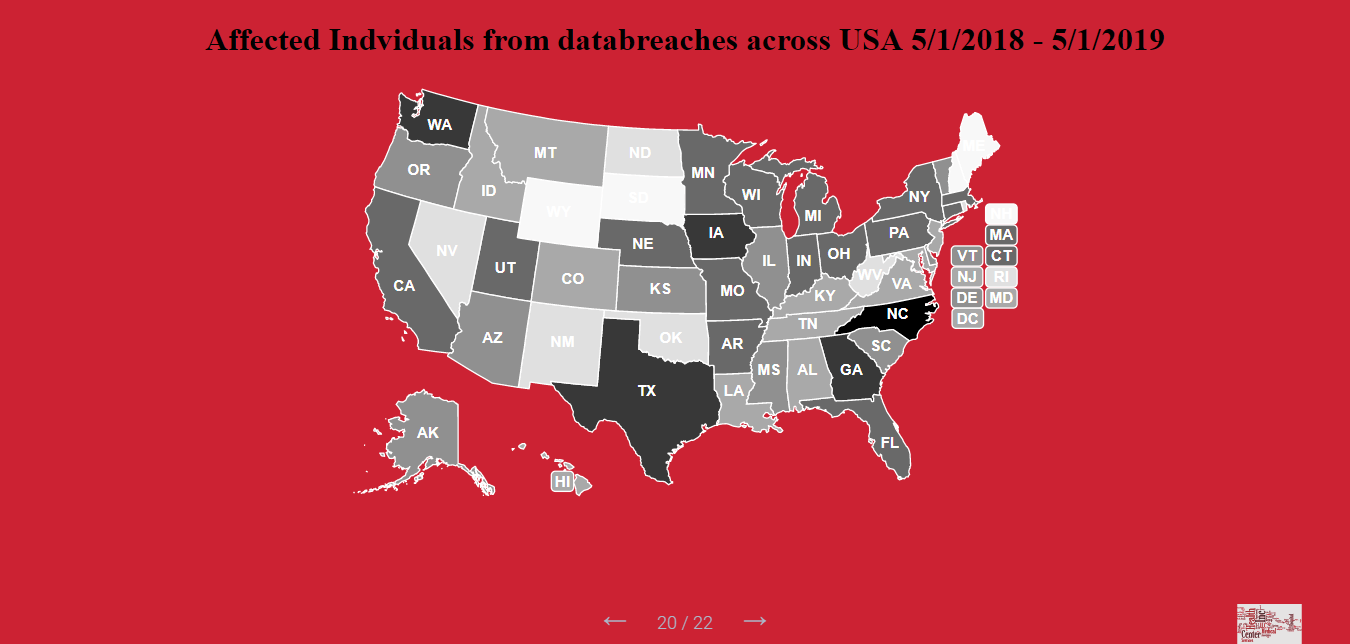 Affected Indviduals from databreaches across USA 5/1/2018 - 5/1/2019
WA
MT
ND
MN
ME
OR
ID
WY
SD
WI
MI
NY
NH
MA
NV
UT
NE
IA
IL
IN
OH
PA
VT CT
CA
CO
KS
MO
KY
WV
VA
NJ RI
DE MD
DC
AZ
NM
OK
AR
TN
NC
SC
TX
LA
MS
AL
GA
FL
AK
HI
← 20 / 22 →
Center
Medical